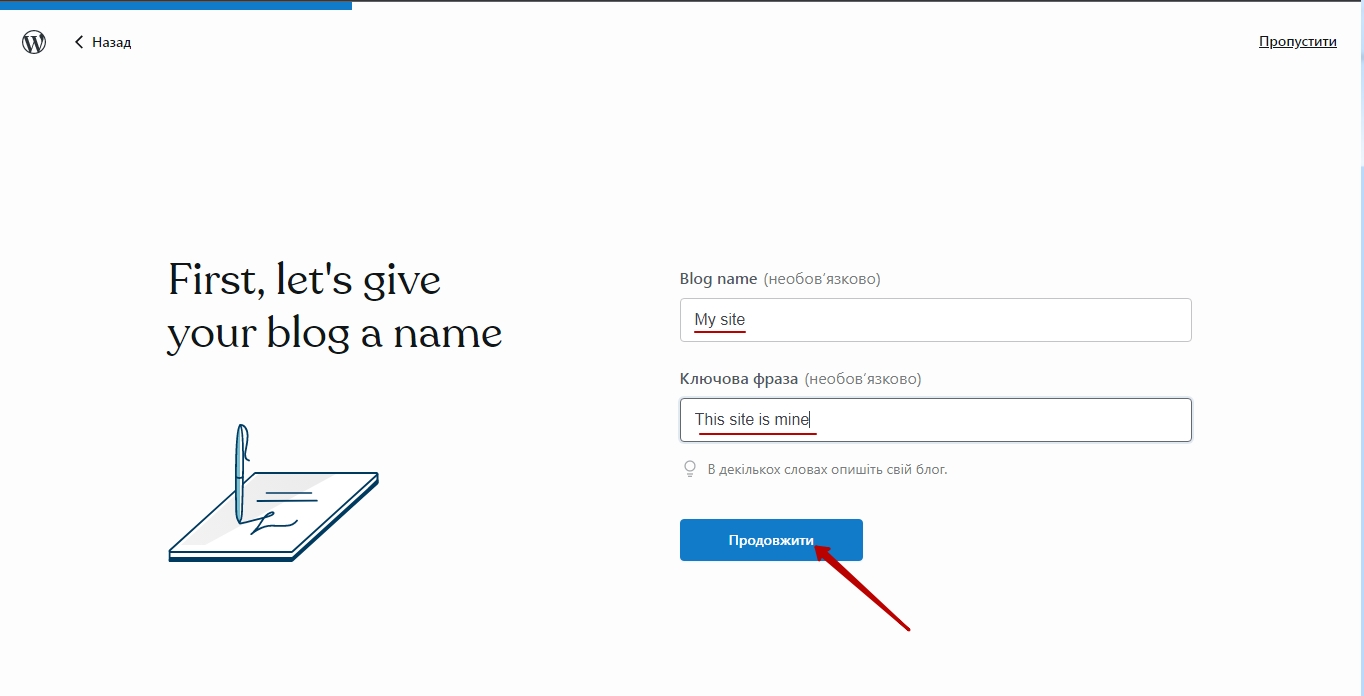 Назад
Пропустити
First, let's give
your blog a name
Blog name (необов’язково)
My site
Ключова фраза (необов’язково)
This site is mine
В декількох словах опишіть свій блог.
Продовжити